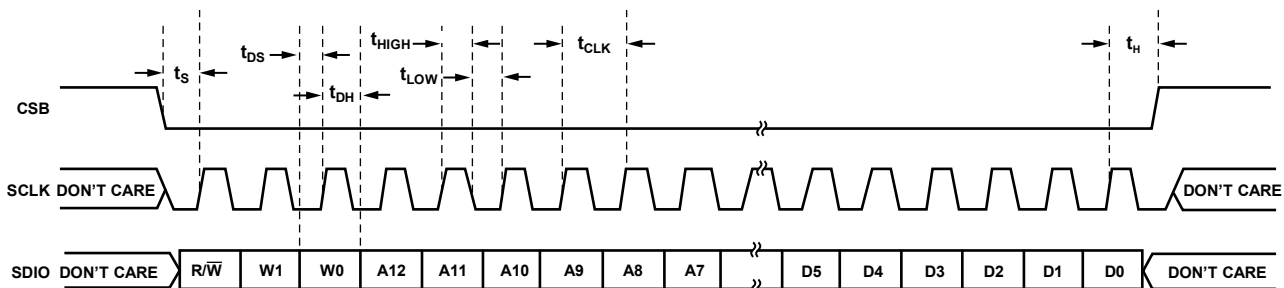 tDS
tHIGH
tCLK
tH
tS
tLOW
tDH
CSB
SCLK DON'T CARE DON'T CARE
SDIO DON'T CARE R/W̅ W1 W0 A12 A11 A10 A9 A8 A7 D5 D4 D3 D2 D1 D0 DON'T CARE